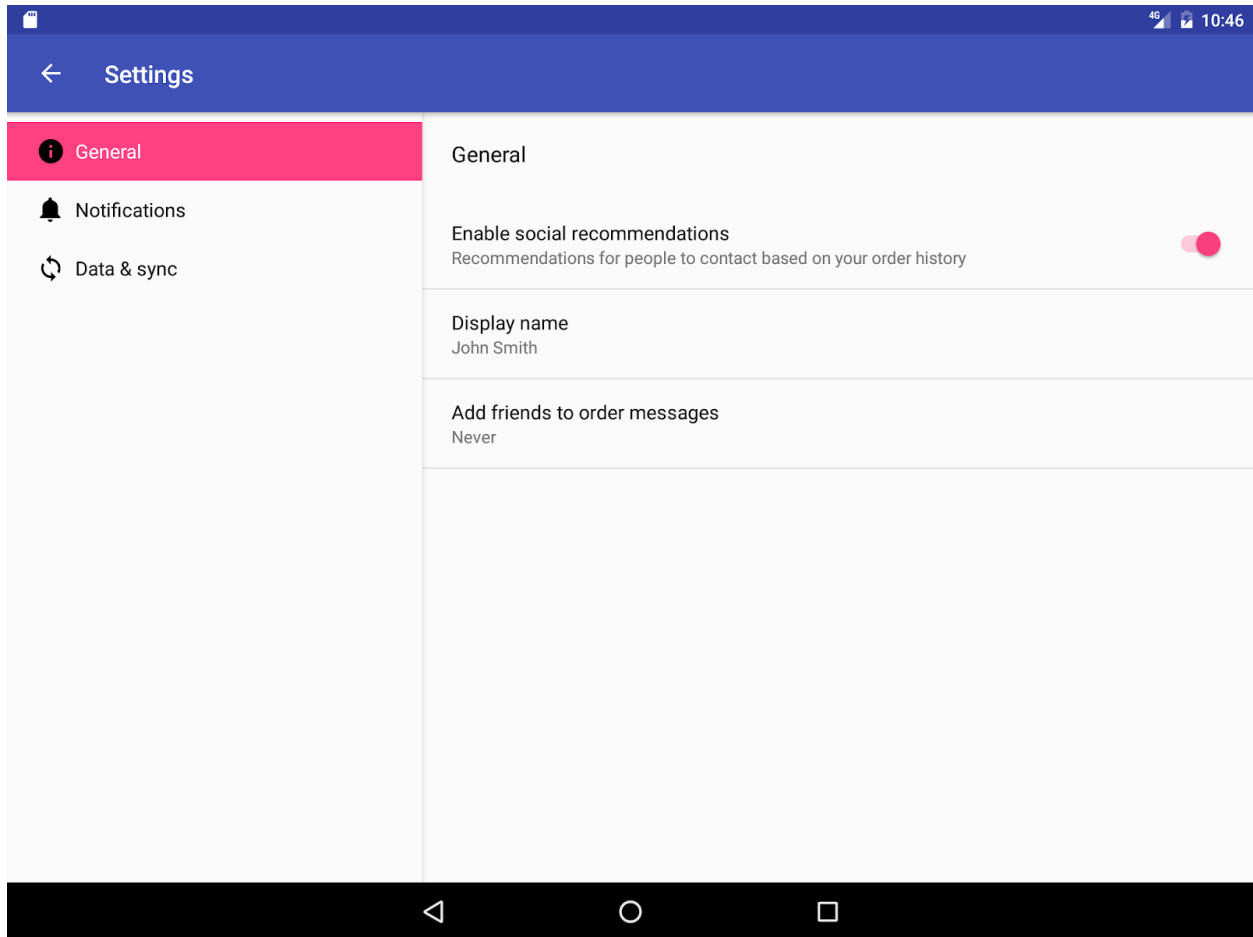 4G 10:46
Settings
General
Notifications
Data & sync
General
Enable social recommendations
Recommendations for people to contact based on your order history
Display name
John Smith
Add friends to order messages
Never